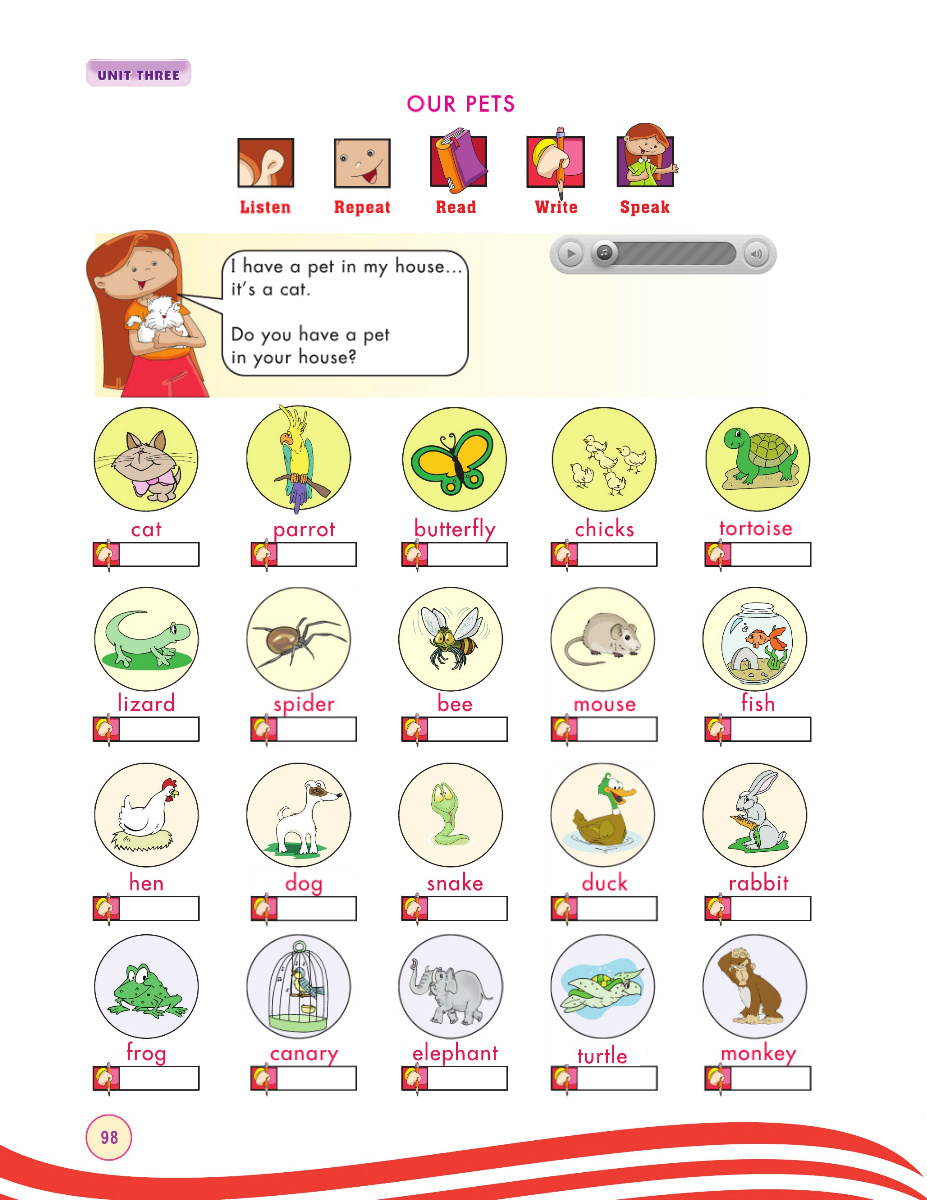 UNIT THREE
OUR PETS
Listen Repeat Read Write Speak
I have a pet in my house...
it's a cat.
Do you have a pet
in your house?
cat parrot butterfly chicks tortoise
lizard spider bee mouse fish
hen dog snake duck rabbit
frog canary elephant turtle monkey
98